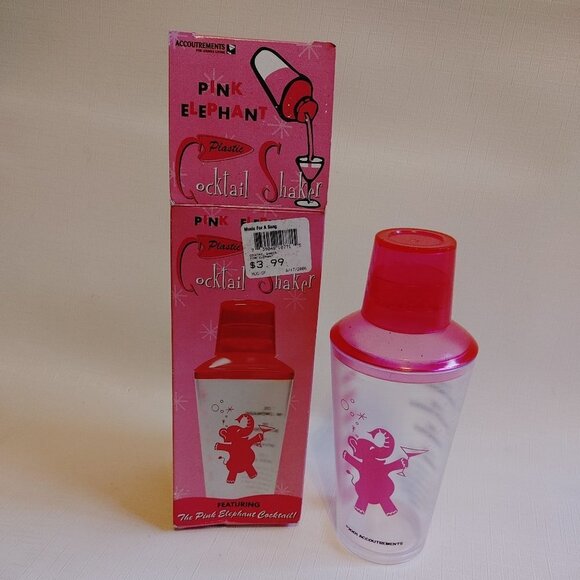 ACCOUTREMENTS
PINK
ELEPHANT
Plastic
Cocktail Shaker
PINK
Plastic
Music For A Song
$3.99
Cocktail Shaker
FEATURING
The Pink Elephant Cocktail!
ACCOUTREMENTS